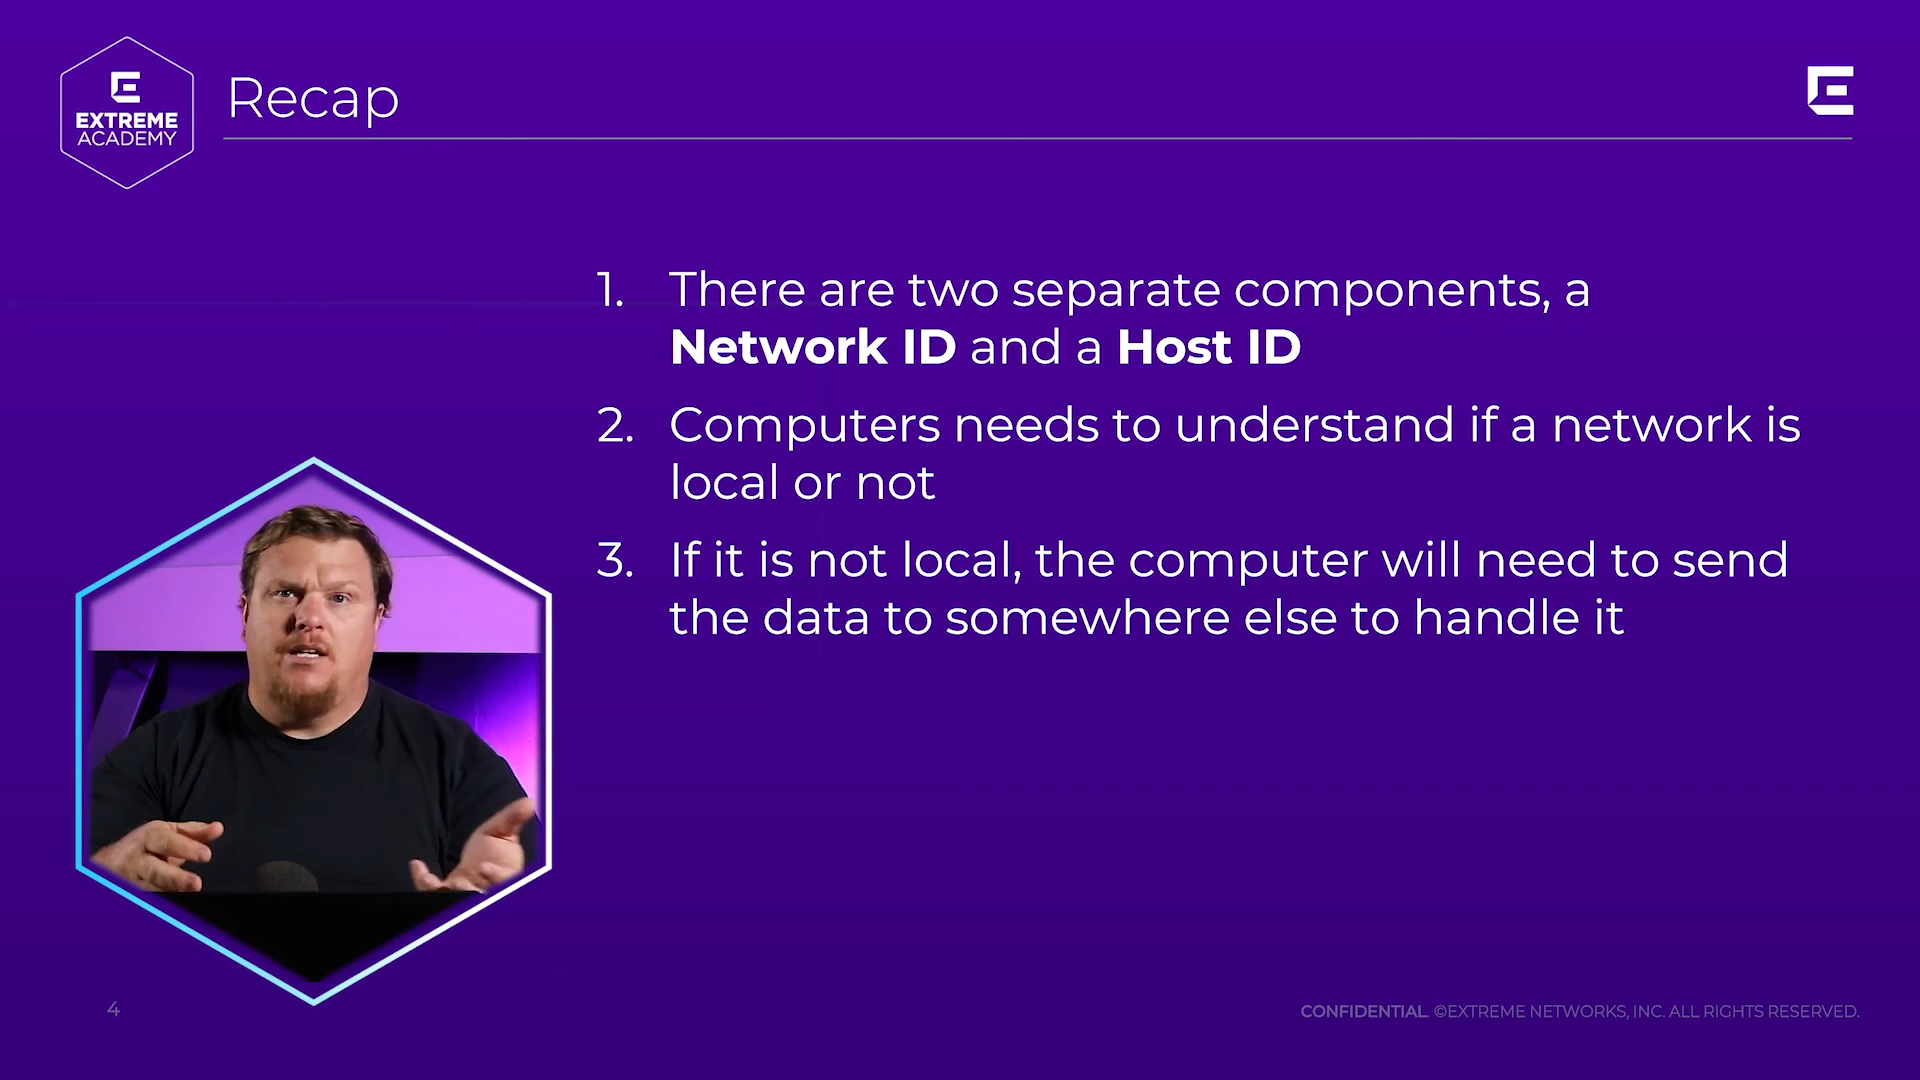 EXTREME
ACADEMY
Recap
1. There are two separate components, a
Network ID and a Host ID
2. Computers needs to understand if a network is
local or not
3. If it is not local, the computer will need to send
the data to somewhere else to handle it
4
CONFIDENTIAL. ©EXTREME NETWORKS, INC. ALL RIGHTS RESERVED.